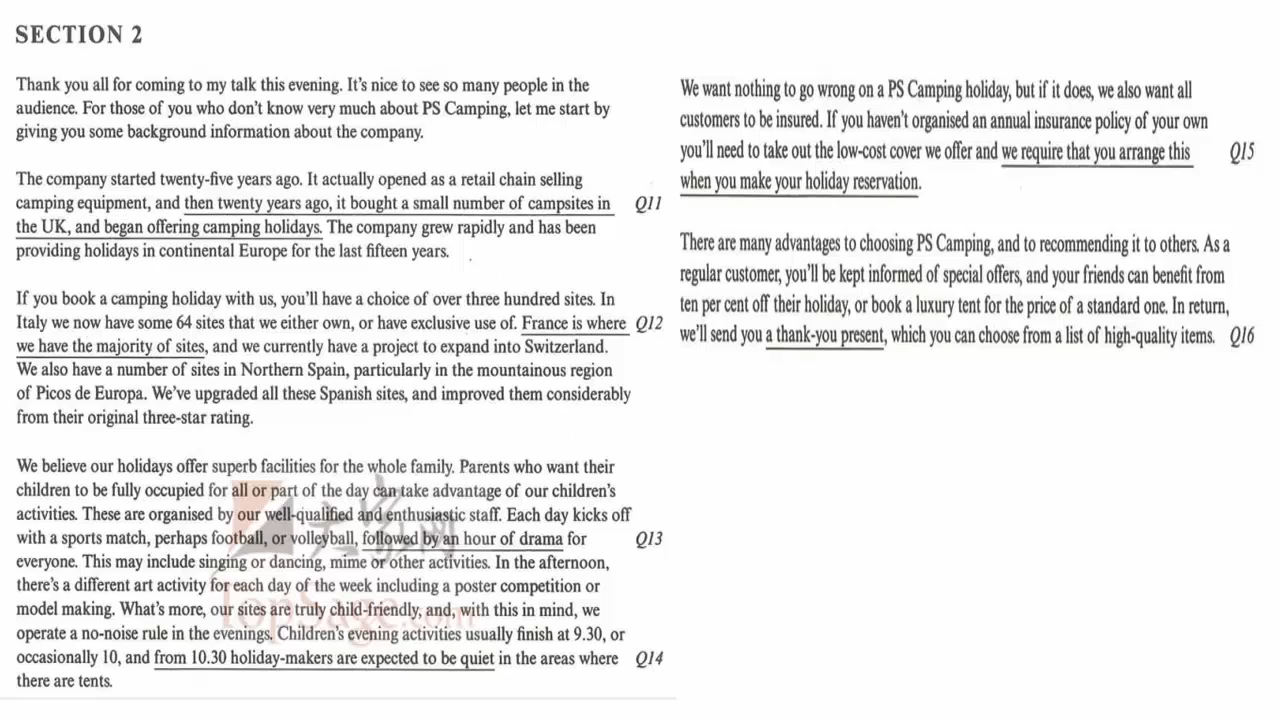 SECTION 2
Thank you all for coming to my talk this evening. It's nice to see so many people in the
audience. For those of you who don't know very much about PS Camping, let me start by
giving you some background information about the company.
The company started twenty-five years ago. It actually opened as a retail chain selling
camping equipment, and then twenty years ago, it bought a small number of campsites in Q11
the UK, and began offering camping holidays. The company grew rapidly and has been
providing holidays in continental Europe for the last fifteen years.
If you book a camping holiday with us, you'll have a choice of over three hundred sites. In
Italy we now have some 64 sites that we either own, or have exclusive use of. France is where Q12
we have the majority of sites, and we currently have a project to expand into Switzerland.
We also have a number of sites in Northern Spain, particularly in the mountainous region
of Picos de Europa. We've upgraded all these Spanish sites, and improved them considerably
from their original three-star rating.
We believe our holidays offer superb facilities for the whole family. Parents who want their
children to be fully occupied for all or part of the day can take advantage of our children's
activities. These are organised by our well-qualified and enthusiastic staff. Each day kicks off
with a sports match, perhaps football, or volleyball, followed by an hour of drama for Q13
everyone. This may include singing or dancing, mime or other activities. In the afternoon,
there's a different art activity for each day of the week including a poster competition or
model making. What's more, our sites are truly child-friendly, and, with this in mind, we
operate a no-noise rule in the evenings. Children's evening activities usually finish at 9.30, or
occasionally 10, and from 10.30 holiday-makers are expected to be quiet in the areas where Q14
there are tents.
We want nothing to go wrong on a PS Camping holiday, but if it does, we also want all
customers to be insured. If you haven't organised an annual insurance policy of your own
you'll need to take out the low-cost cover we offer and we require that you arrange this Q15
when you make your holiday reservation.
There are many advantages to choosing PS Camping, and to recommending it to others. As a
regular customer, you'll be kept informed of special offers, and your friends can benefit from
ten per cent off their holiday, or book a luxury tent for the price of a standard one. In return,
we'll send you a thank-you present, which you can choose from a list of high-quality items. Q16
大家网
TopSage.com